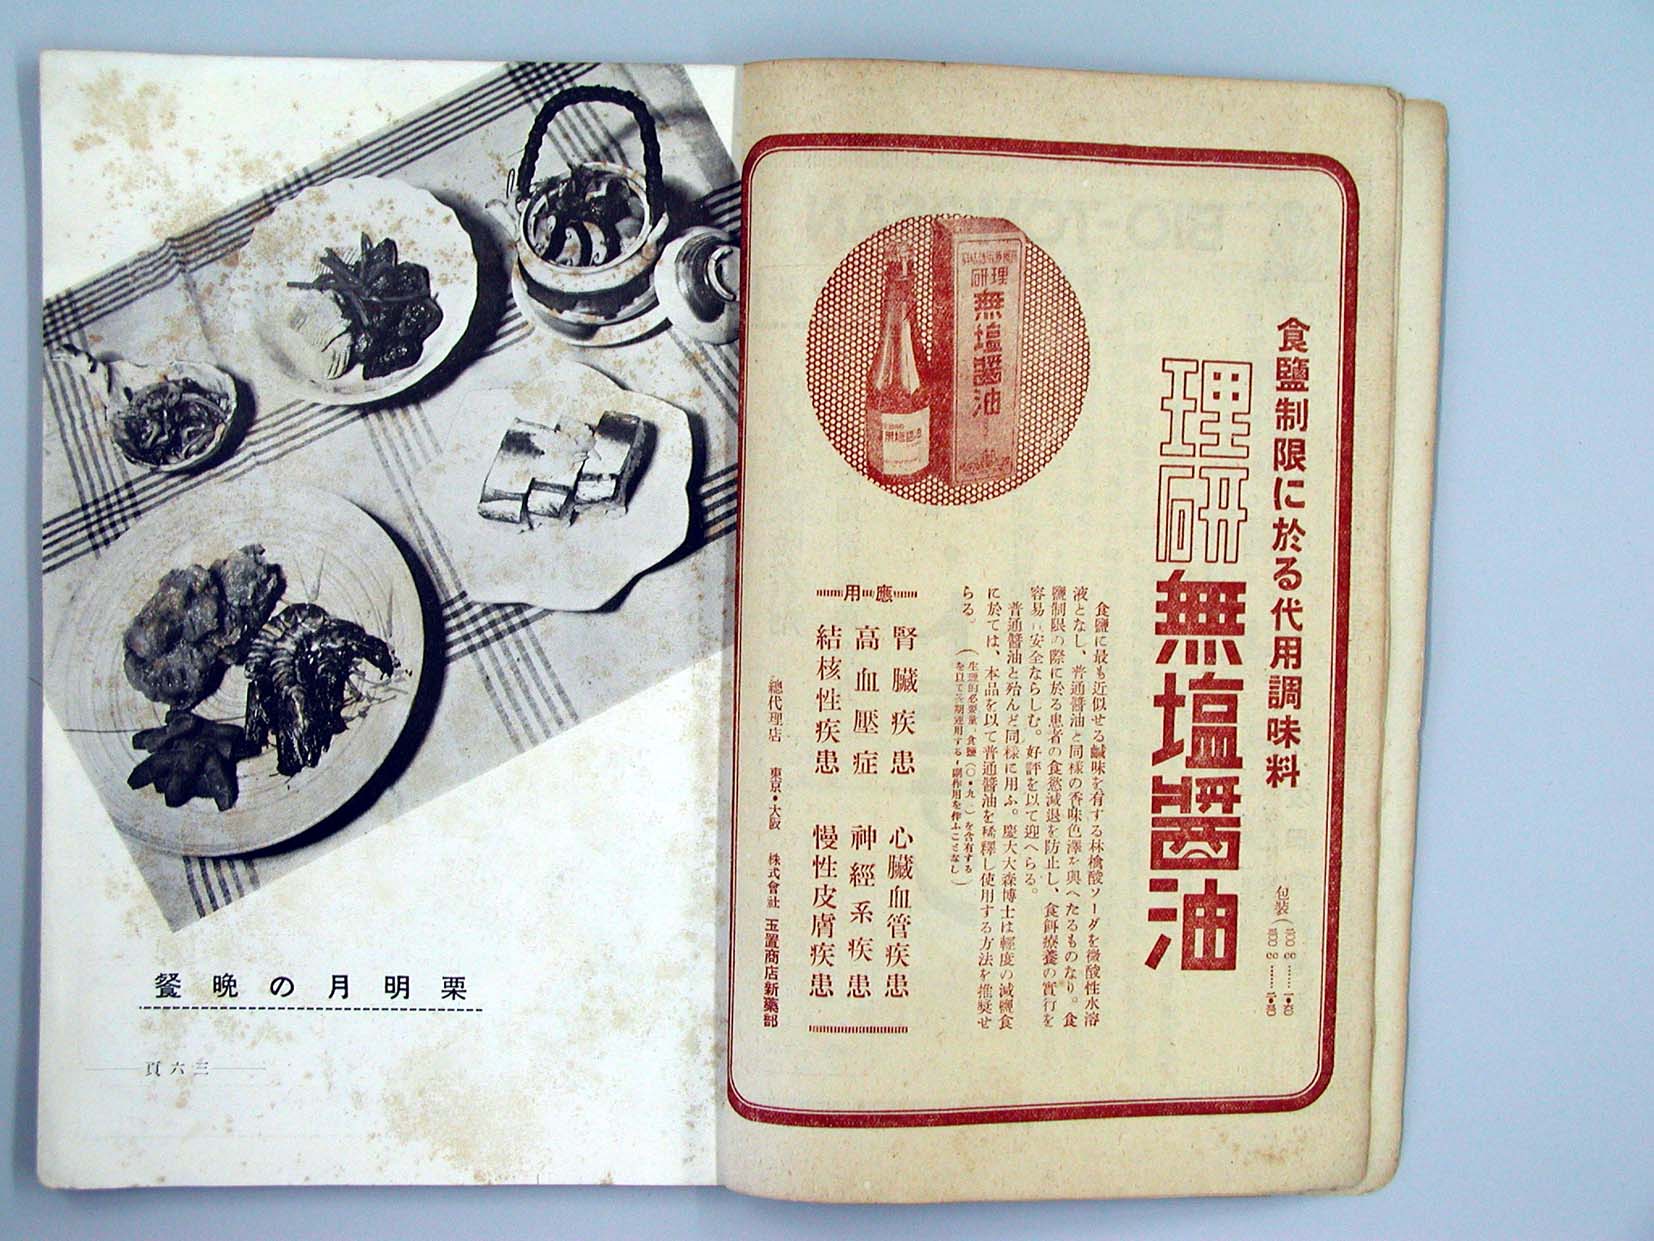 食鹽制限に於る代用調味料
理研無塩醤油
食鹽に最も近似せる鹹味を有する林檎酸ソーダを微酸性水溶
液となし、普通醤油と同様の香味色澤を與へたるものなり。食
鹽制限の際に於る患者の食慾減退を防止し、食餌療養の實行を
容易に安全ならしむ。好評を以て迎へらる。
普通醤油と殆んど同様に用ふ。慶大大森博士は輕度の減鹽食
に於ては、本品を以て普通醤油を稀釋し使用する方法を推奨せ
らる。
應用
腎臓疾患 心臓血管疾患
高血壓症 神經系疾患
結核性疾患 慢性皮膚疾患
總代理店 東京・大阪 株式會社 玉置商店新藥部
包装
理研
無塩醤油
栗明月の晩餐
三六頁